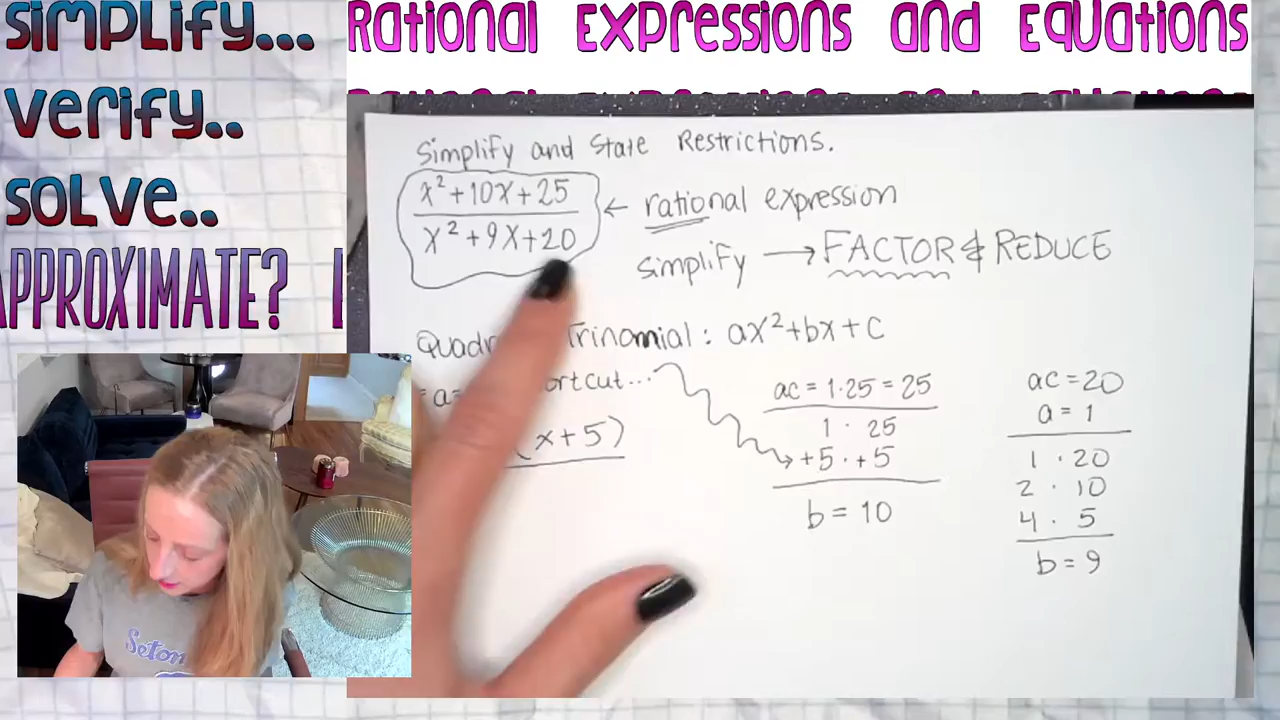 SIMPLIFY...
VERIFY..
SOLVE..
APPROXIMATE?
Rational Expressions and Equations
Simplify and State Restrictions.
x²+10x+25
x²+9x+20
← rational expression
simplify → FACTOR & REDUCE
Trinomial: ax²+bx+c
(x+5)
ac = 1·25 = 25
1 · 25
+5 · +5
b = 10
ac = 20
a = 1
1 · 20
2 · 10
4 · 5
b = 9
Seton